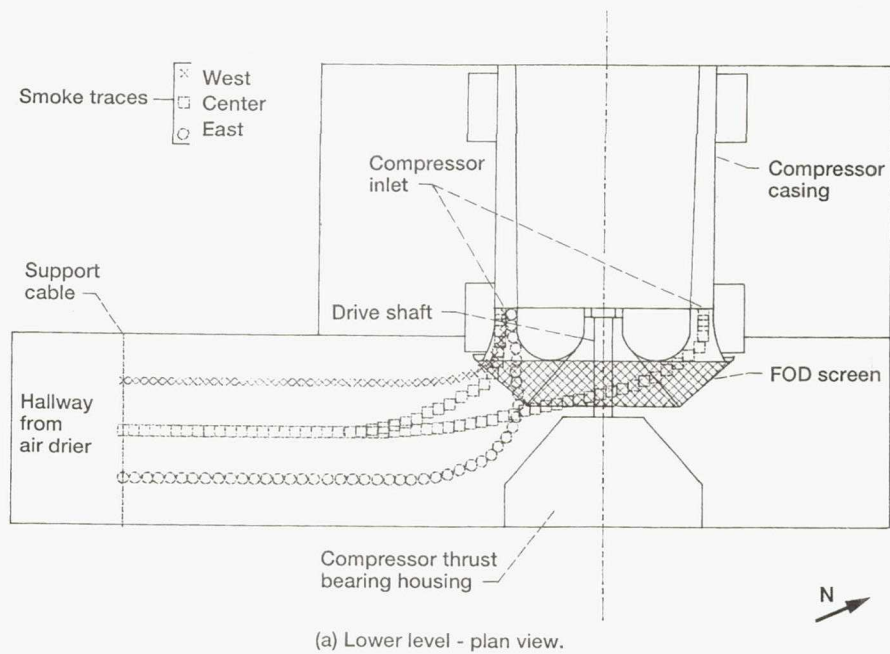 Smoke traces
West
Center
East
Compressor
inlet
Compressor
casing
Support
cable
Drive shaft
FOD screen
Hallway
from
air drier
Compressor thrust
bearing housing
N
(a) Lower level - plan view.